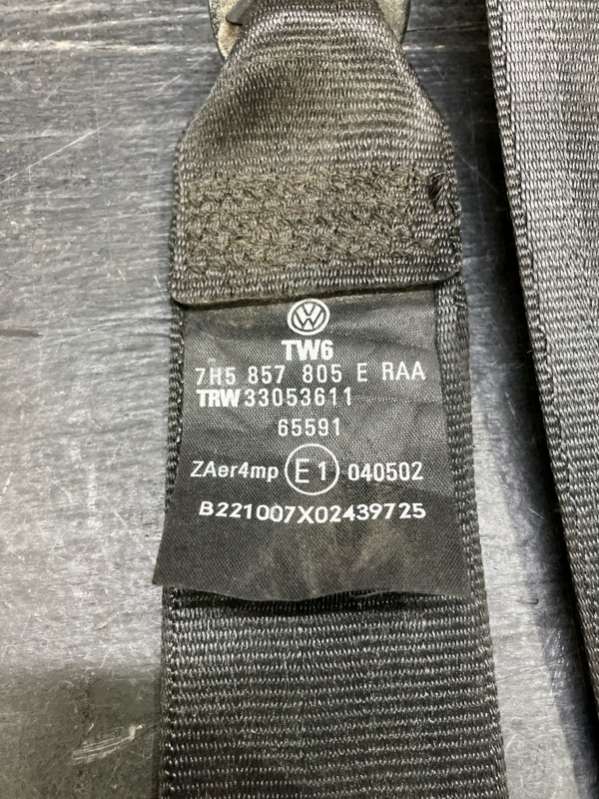 TW6
7H5 857 805 E RAA
TRW 33053611
65591
ZAer4mp E1 040502
B221007X02439725